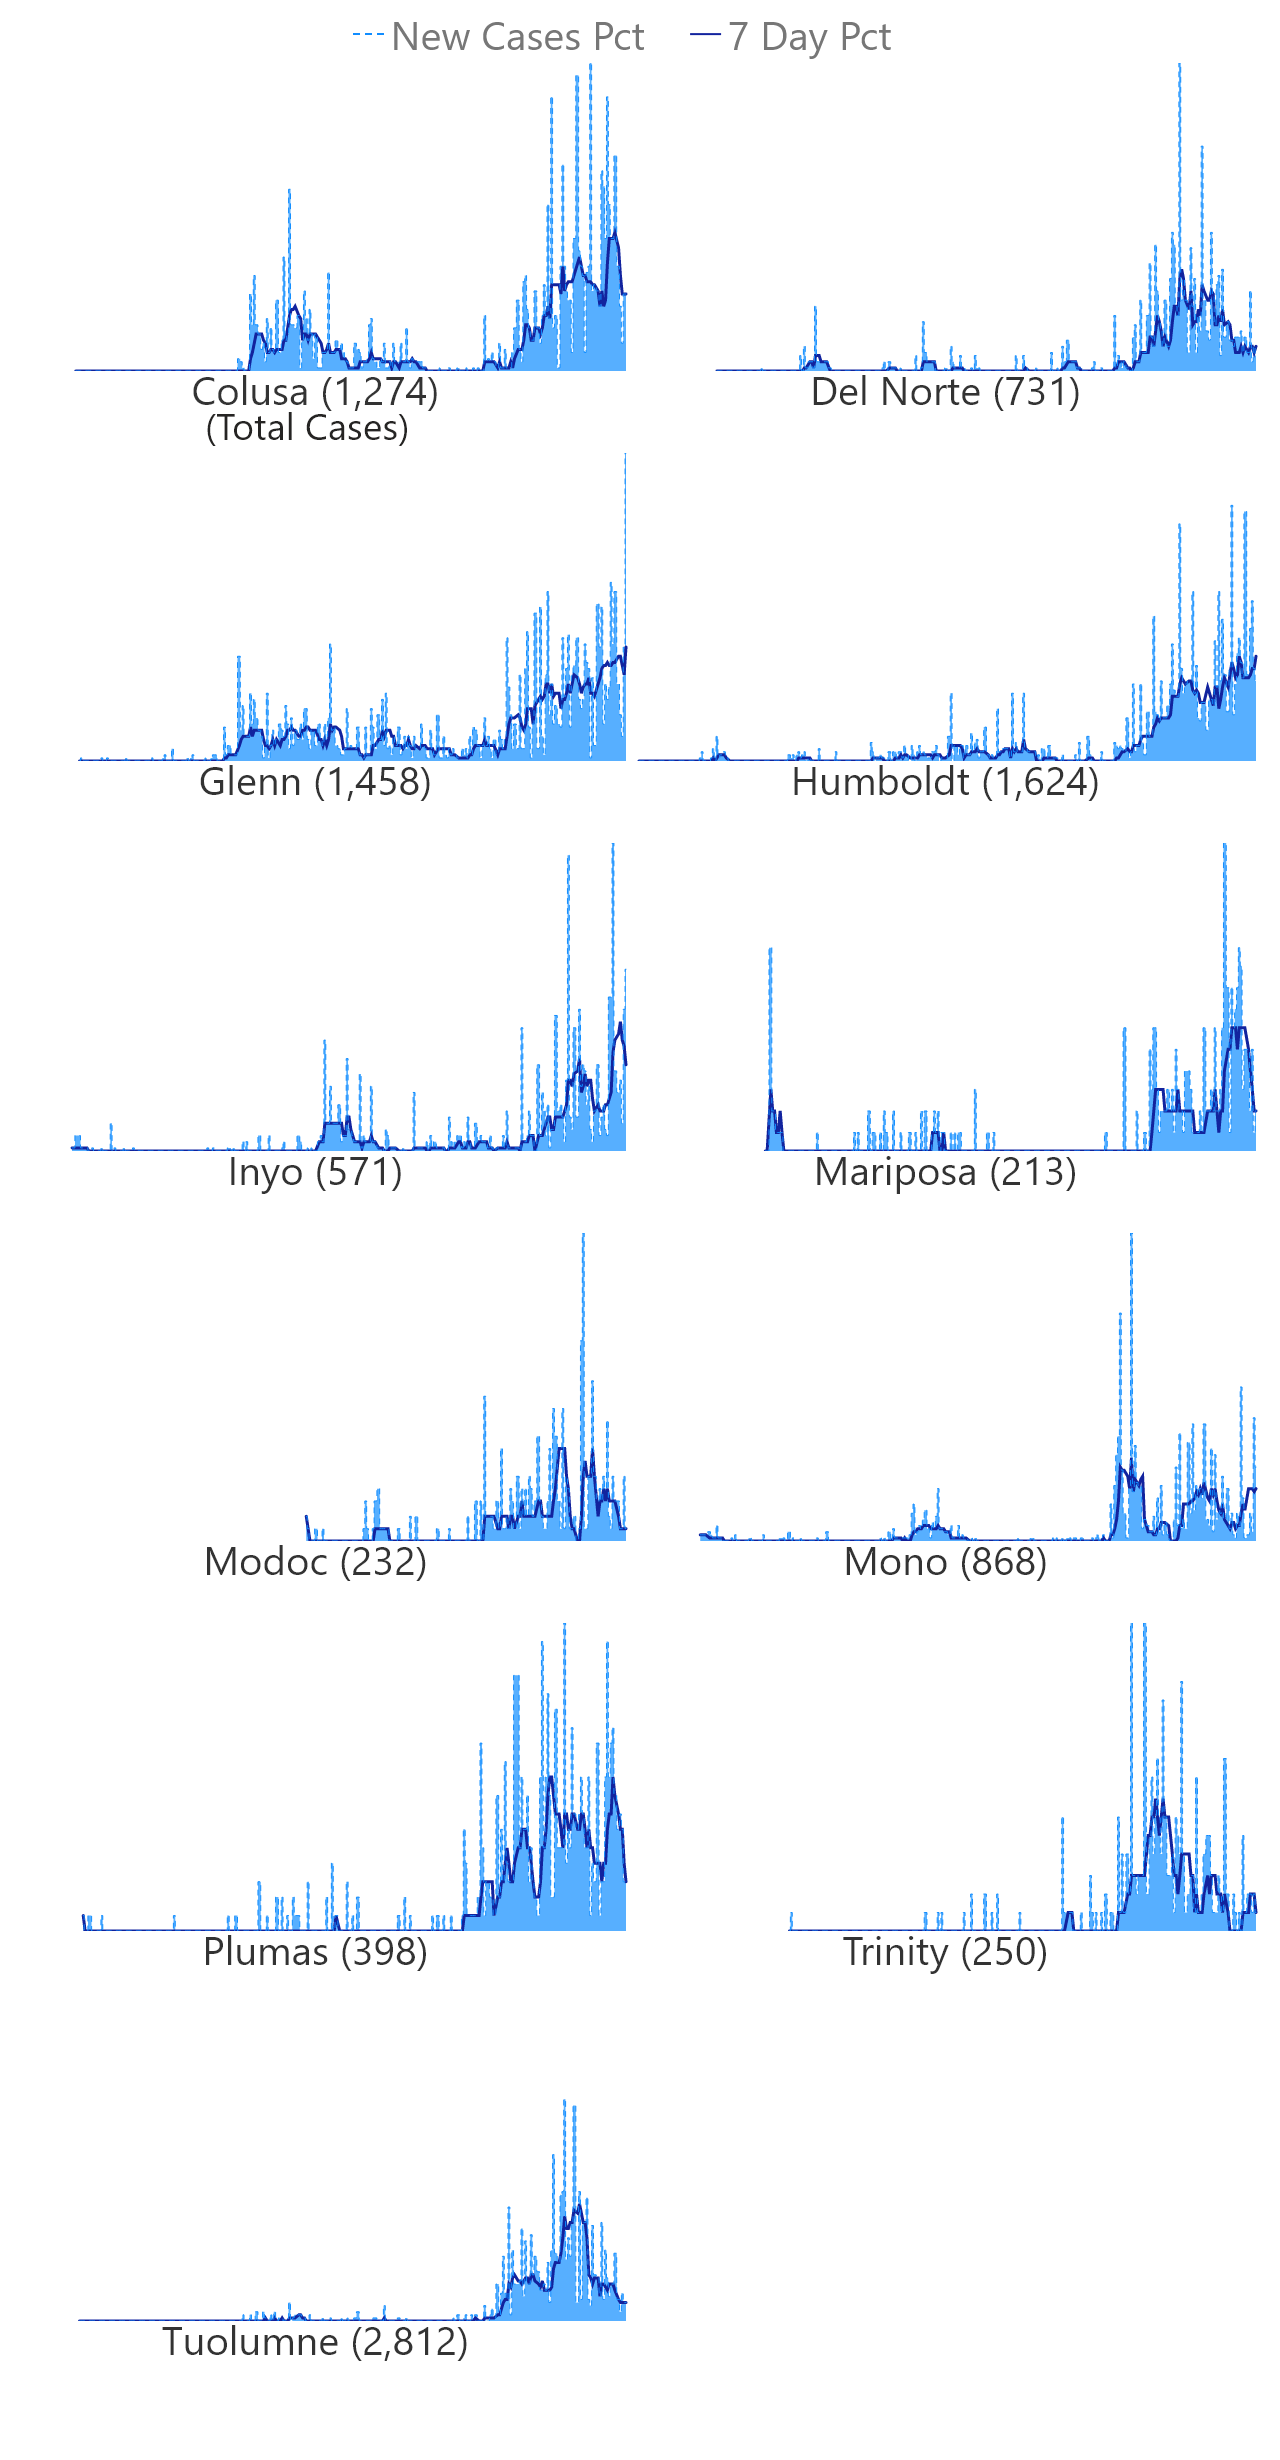 New Cases Pct 7 Day Pct
Colusa (1,274) Del Norte (731)
(Total Cases)
Glenn (1,458) Humboldt (1,624)
Inyo (571) Mariposa (213)
Modoc (232) Mono (868)
Plumas (398) Trinity (250)
Tuolumne (2,812)